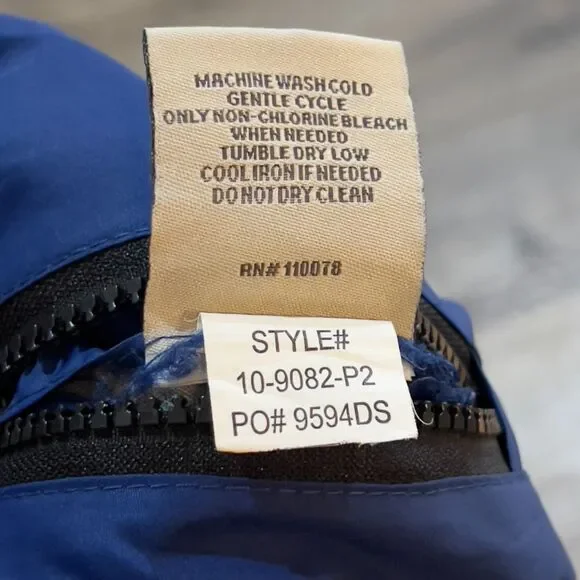 MACHINE WASH COLD
GENTLE CYCLE
ONLY NON-CHLORINE BLEACH
WHEN NEEDED
TUMBLE DRY LOW
COOL IRON IF NEEDED
DO NOT DRY CLEAN
RN# 110078
STYLE#
10-9082-P2
PO# 9594DS